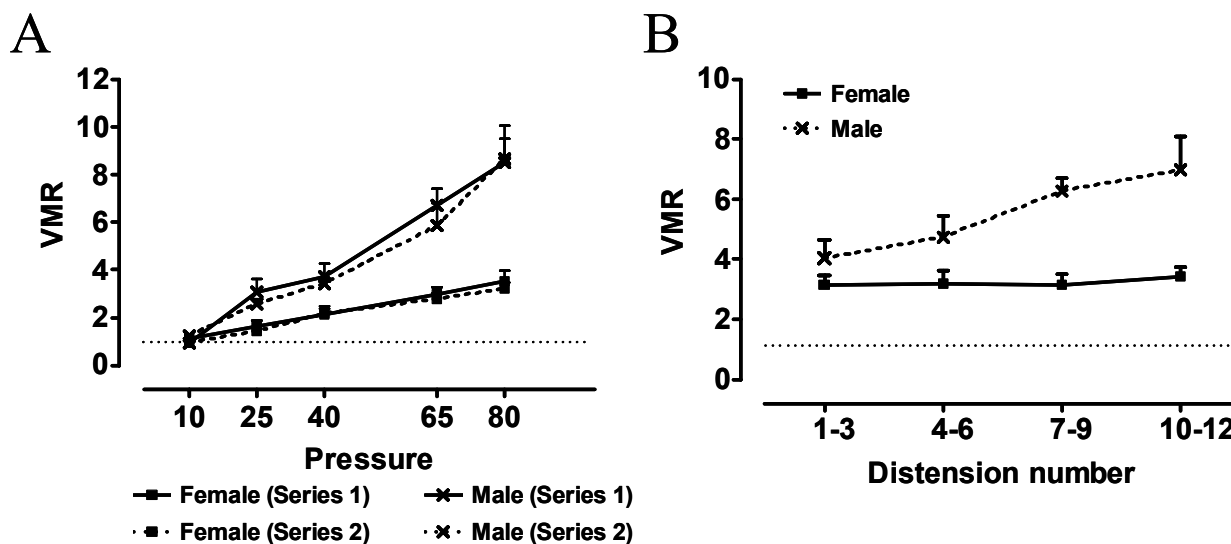 A
VMR
12
10
8
6
4
2
0
10 25 40 65 80
Pressure
Female (Series 1) Male (Series 1)
Female (Series 2) Male (Series 2)
B
VMR
10
8
6
4
2
0
Female
Male
1-3 4-6 7-9 10-12
Distension number